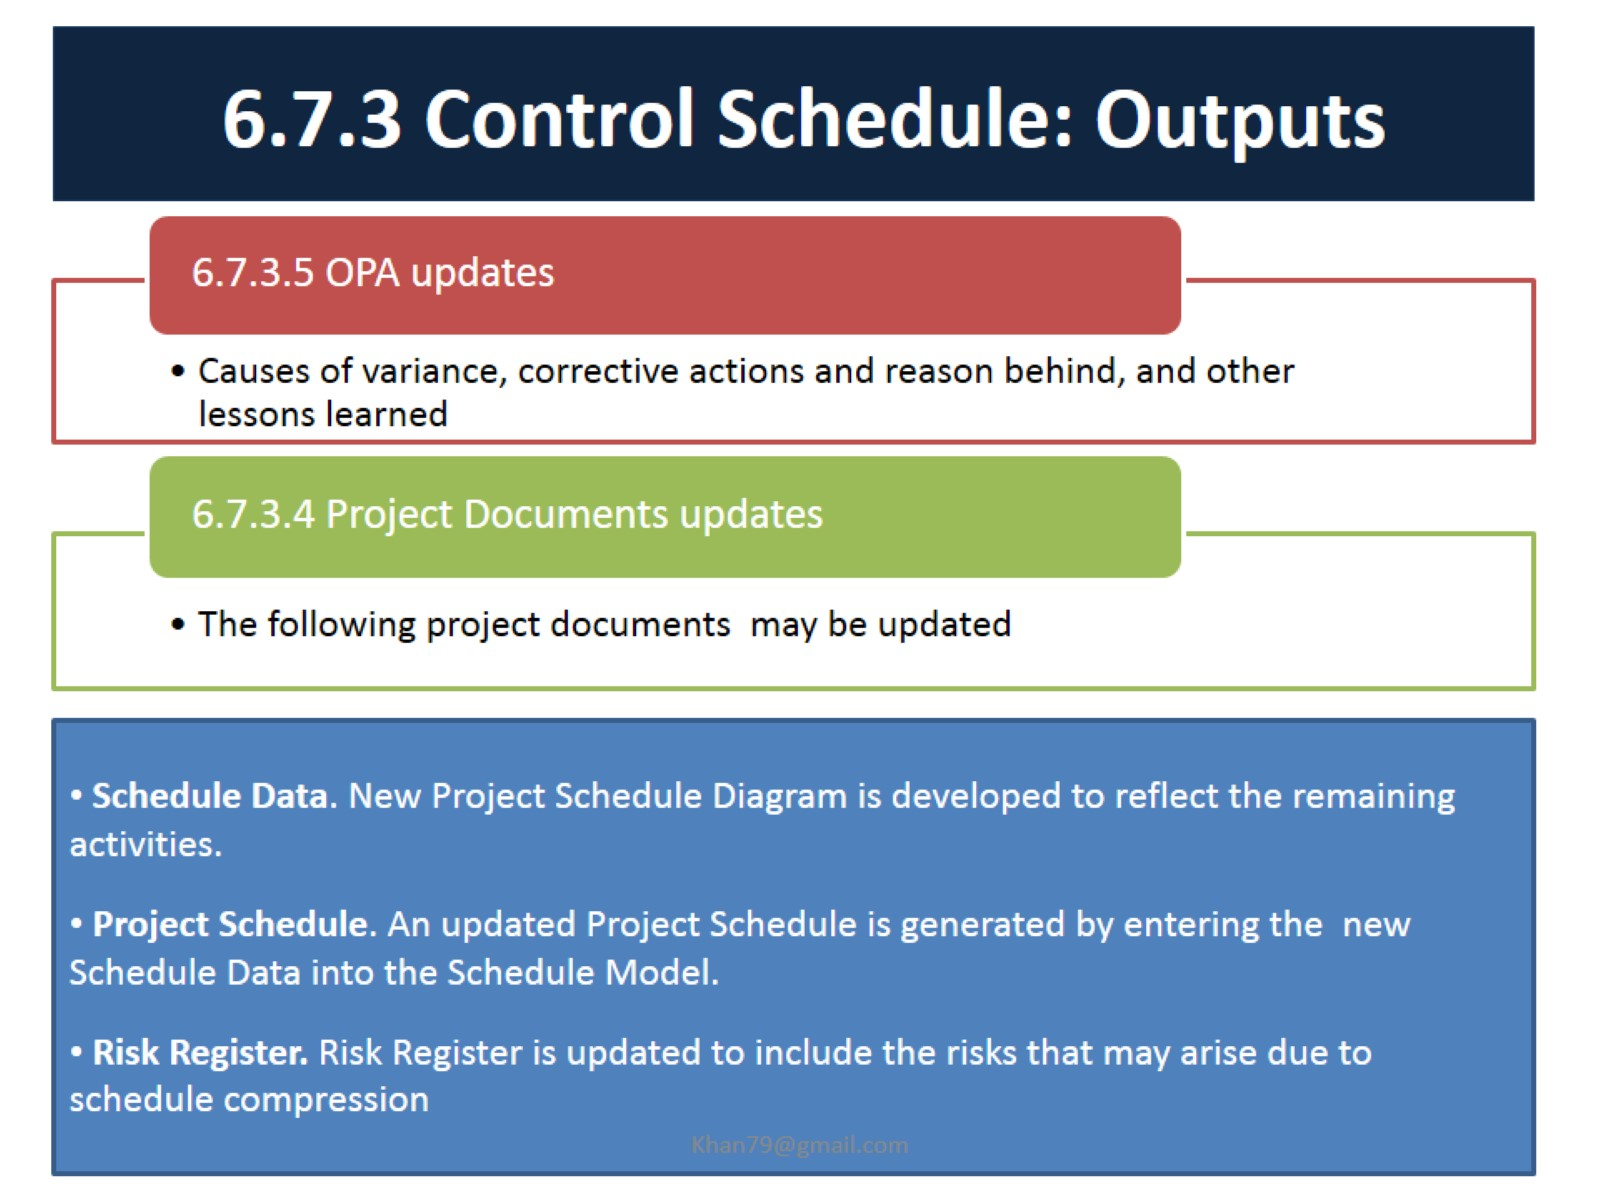 6.7.3 Control Schedule: Outputs
6.7.3.5 OPA updates
• Causes of variance, corrective actions and reason behind, and other
lessons learned
6.7.3.4 Project Documents updates
• The following project documents  may be updated
• Schedule Data. New Project Schedule Diagram is developed to reflect the remaining
activities.
• Project Schedule. An updated Project Schedule is generated by entering the  new
Schedule Data into the Schedule Model.
• Risk Register. Risk Register is updated to include the risks that may arise due to
schedule compression
Khan79@gmail.com